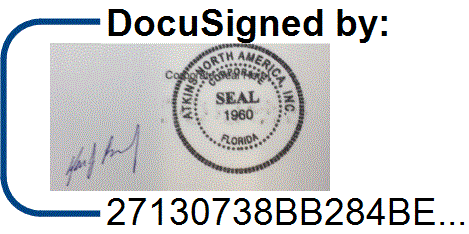 DocuSigned by:
ATKINS NORTH AMERICA, INC.
CORPORATE
SEAL
1960
FLORIDA
27130738BB284BE...